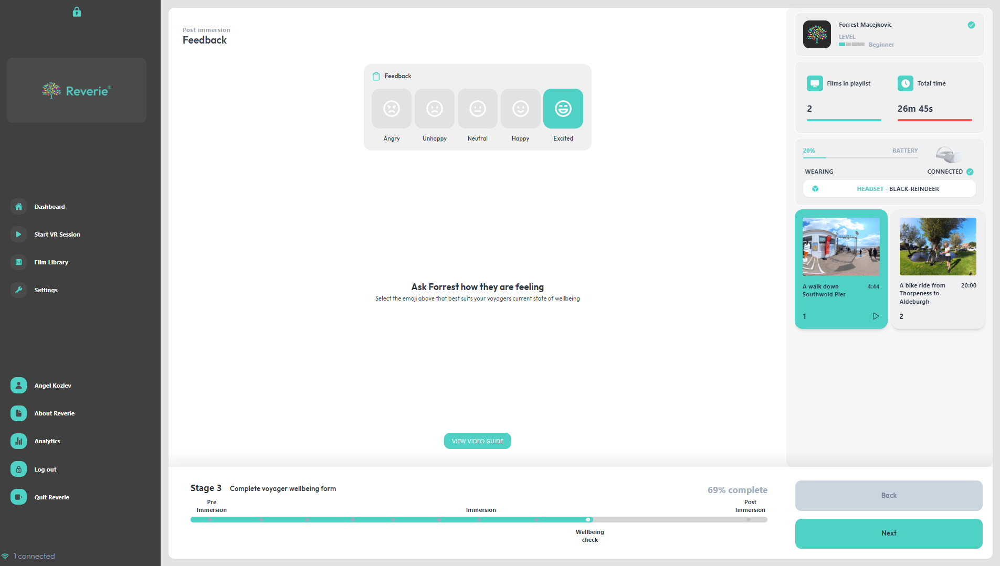 Reverie®
Dashboard
Start VR Session
Film Library
Settings
Angel Kozlev
About Reverie
Analytics
Log out
Quit Reverie
1 connected
Post immersion
Feedback
Feedback
Angry
Unhappy
Neutral
Happy
Excited
Ask Forrest how they are feeling
Select the emoji above that best suits your voyagers current state of wellbeing
VIEW VIDEO GUIDE
Stage 3 Complete voyager wellbeing form
69% complete
Pre
Immersion
Immersion
Post
Immersion
Wellbeing
check
Forrest Macejkovic
LEVEL
Beginner
Films in playlist
2
Total time
26m 45s
20% BATTERY
WEARING CONNECTED
HEADSET - BLACK-REINDEER
A walk down
Southwold Pier
4:44
1
A bike ride from
Thorpeness to
Aldeburgh
20:00
2
Back
Next